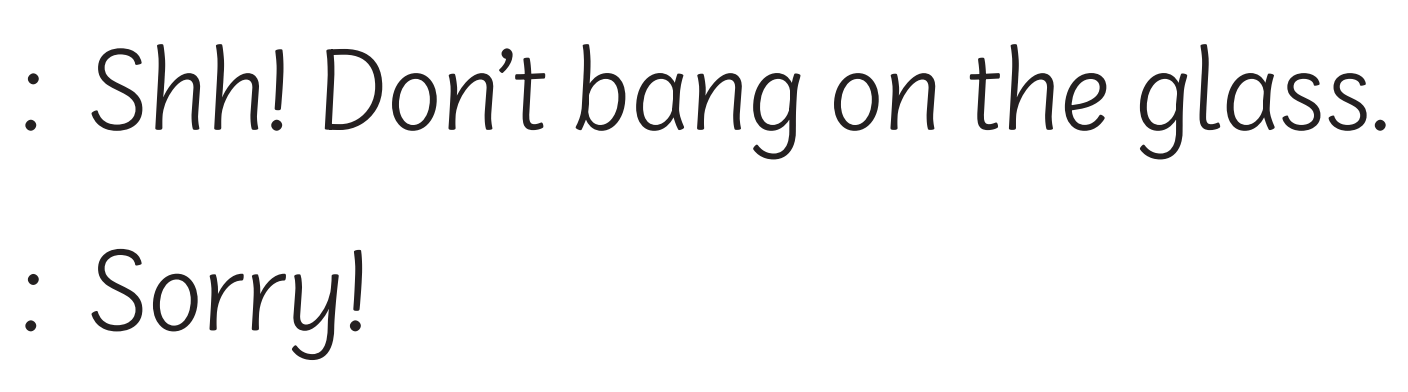 : Shh! Don’t bang on the glass.
: Sorry!